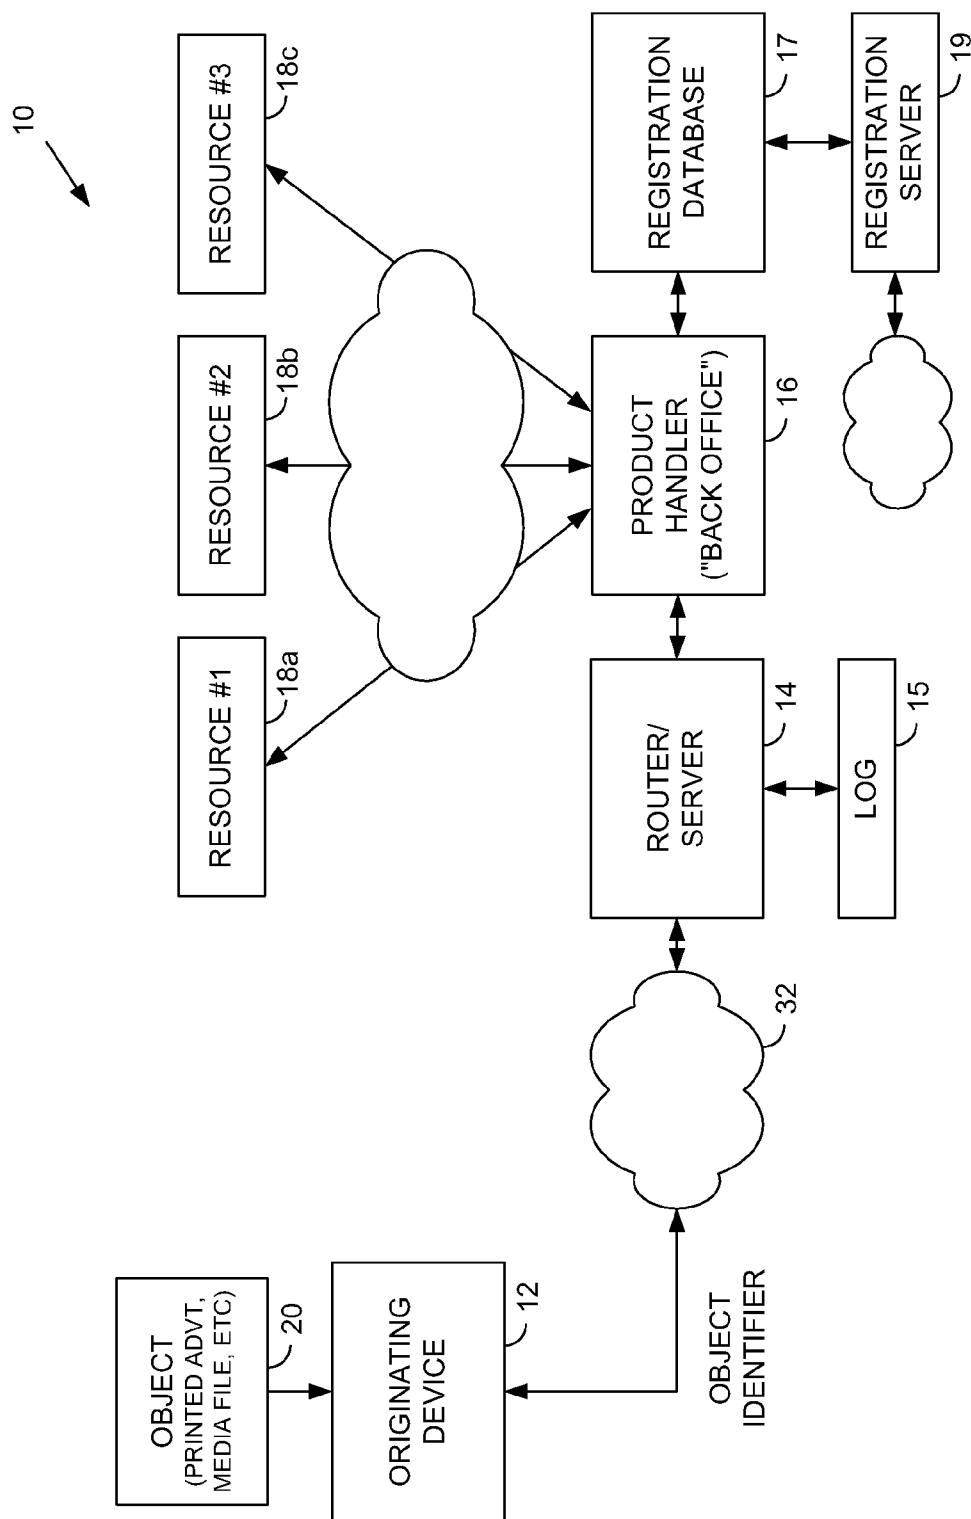 10
RESOURCE #1
18a
RESOURCE #2
18b
RESOURCE #3
18c
OBJECT
(PRINTED ADVT,
MEDIA FILE, ETC)
20
ORIGINATING
DEVICE
12
OBJECT
IDENTIFIER
32
ROUTER/
SERVER
14
LOG
15
PRODUCT
HANDLER
("BACK OFFICE")
16
REGISTRATION
DATABASE
17
REGISTRATION
SERVER
19